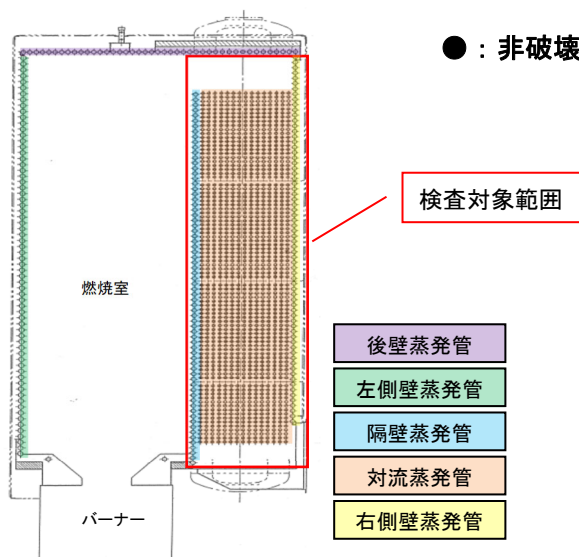 ●：非破壊
検査対象範囲
燃焼室
後壁蒸発管
左側壁蒸発管
隔壁蒸発管
対流蒸発管
右側壁蒸発管
バーナー